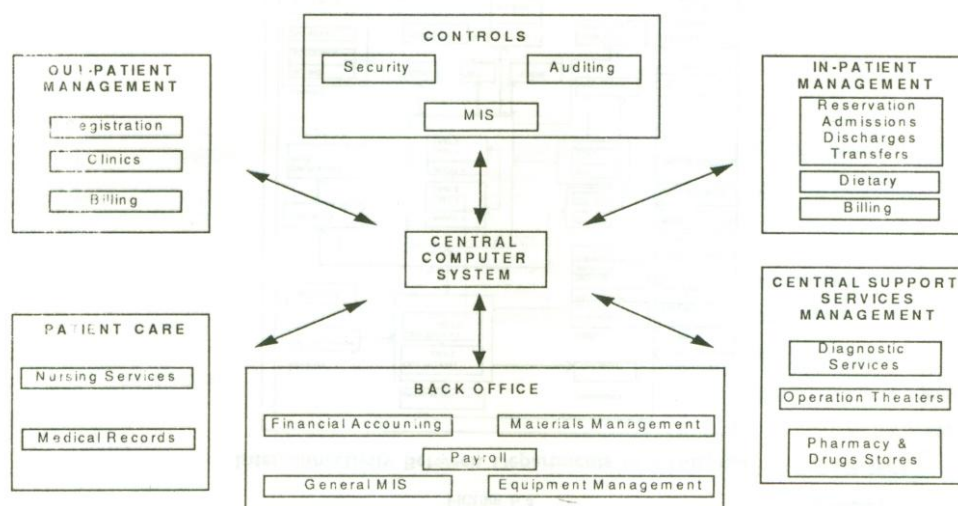 CONTROLS
Security
Auditing
MIS
OUT-PATIENT
MANAGEMENT
Registration
Clinics
Billing
IN-PATIENT
MANAGEMENT
Reservation
Admissions
Discharges
Transfers
Dietary
Billing
CENTRAL
COMPUTER
SYSTEM
PATIENT CARE
Nursing Services
Medical Records
BACK OFFICE
Financial Accounting
Materials Management
Payroll
General MIS
Equipment Management
CENTRAL SUPPORT
SERVICES
MANAGEMENT
Diagnostic
Services
Operation Theaters
Pharmacy &
Drugs Stores